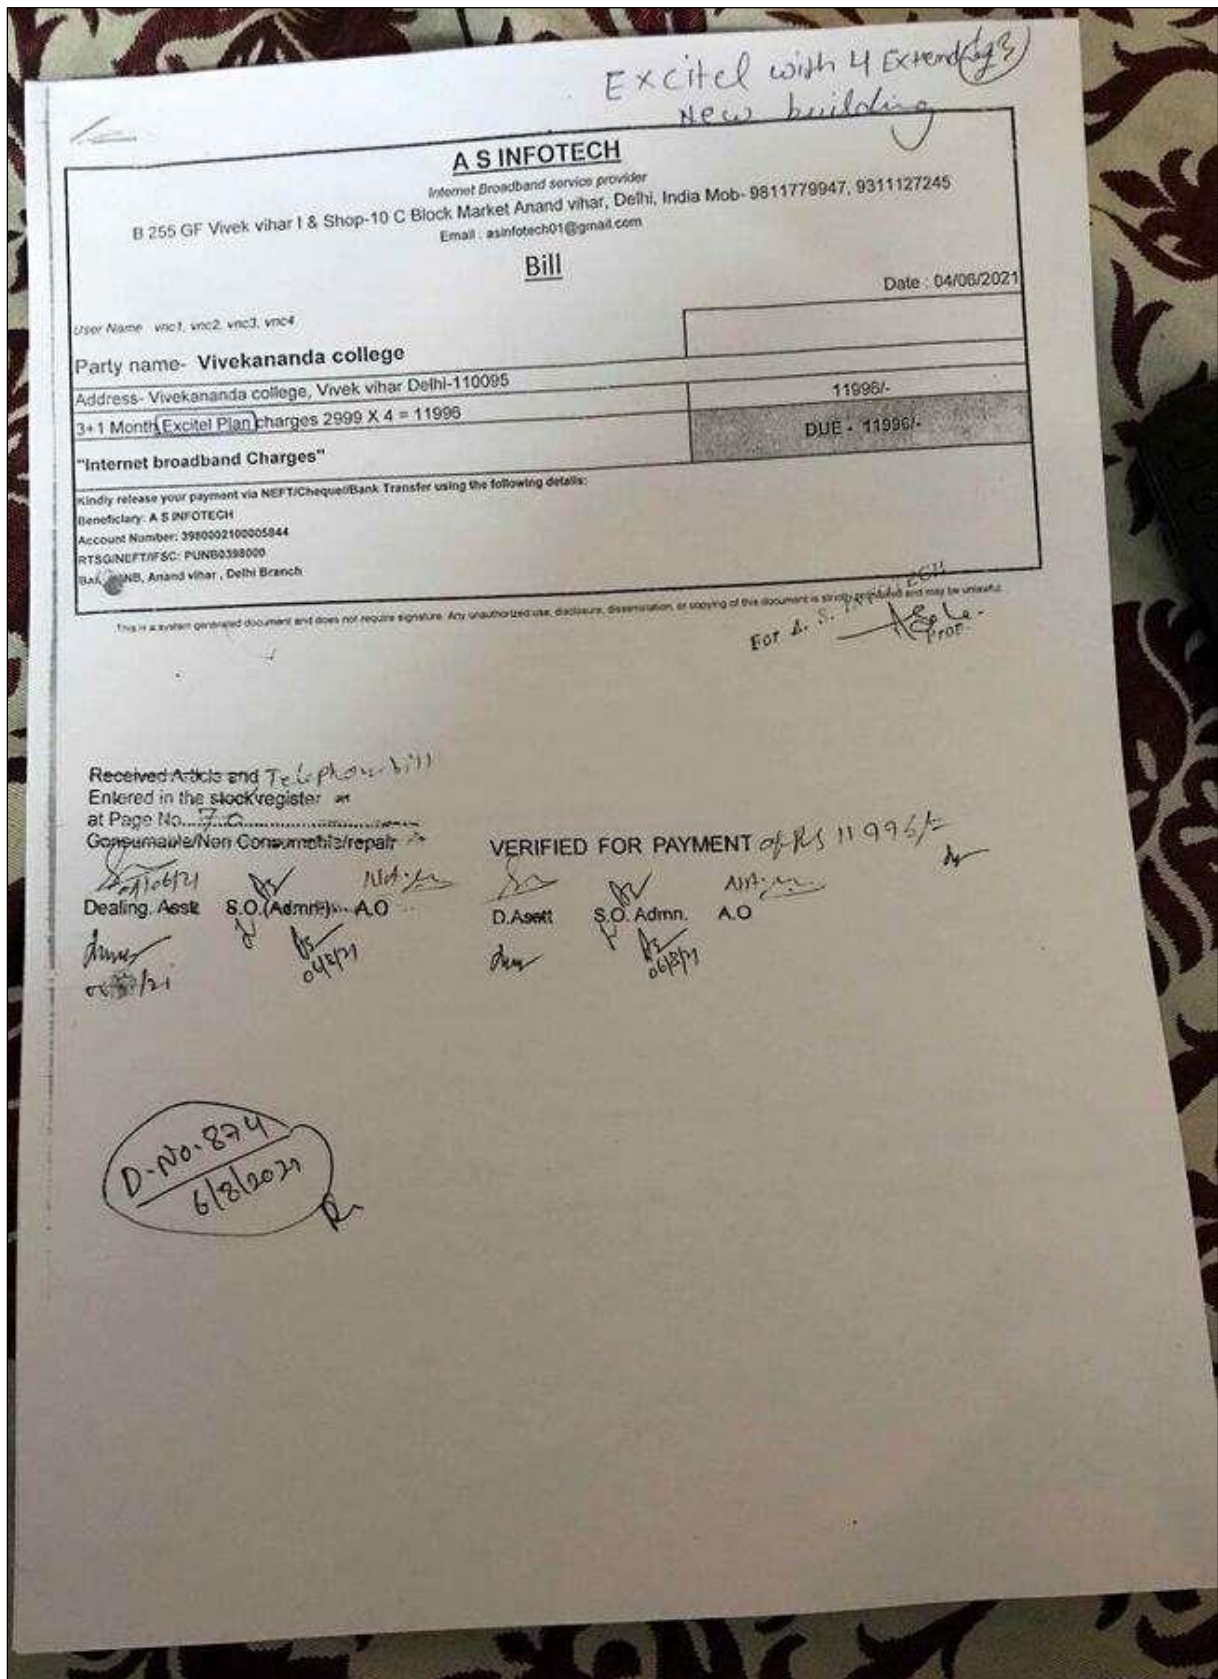 Excitel with 4 Extend
New building
A S INFOTECH
Internet Broadband service provider
B 255 GF Vivek vihar I & Shop-10 C Block Market Anand vihar, Delhi, India Mob- 9811779947, 9311127245
Email : asinfotech01@gmail.com
Bill
Date : 04/06/2021
User Name vnc1, vnc2, vnc3, vnc4
Party name- Vivekananda college
Address- Vivekananda college, Vivek vihar Delhi-110095
3+1 Month Excitel Plan charges 2999 X 4 = 11996
11996/-
"Internet broadband Charges"
DUE - 11996/-
Kindly release your payment via NEFT/Cheque/Bank Transfer using the following details:
Beneficiary: A S INFOTECH
Account Number: 3980002100005844
RTSG/NEFT/IFSC: PUNB0398000
PNB, Anand vihar , Delhi Branch
This is a system generated document and does not require signature. Any unauthorized use, disclosure, dissemination, or copying of this document is strictly prohibited and may be unlawful.
For A. S.
Prop.
Received Article and Telephone bill
Entered in the stock register
at Page No. 70
Consumable/Non Consumable/repair
VERIFIED FOR PAYMENT of RS 11996/-
Dealing. Asst S.O.(Admn.) A.O
D.Asstt S.O. Admn. A.O
06/8/21
D-No. 874
6/8/2021